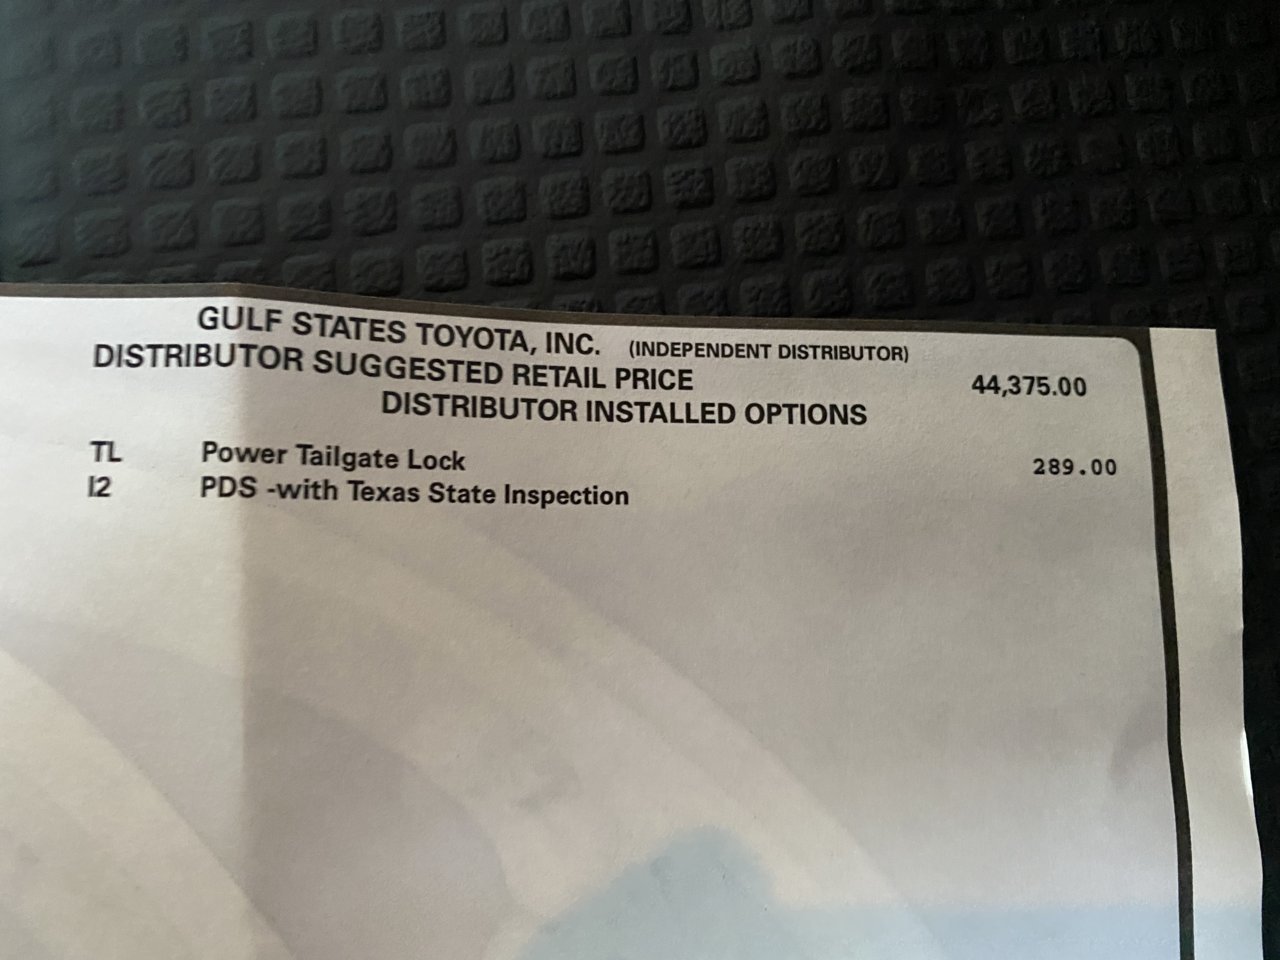 GULF STATES TOYOTA, INC. (INDEPENDENT DISTRIBUTOR)
DISTRIBUTOR SUGGESTED RETAIL PRICE 44,375.00
DISTRIBUTOR INSTALLED OPTIONS
TL Power Tailgate Lock 289.00
I2 PDS -with Texas State Inspection